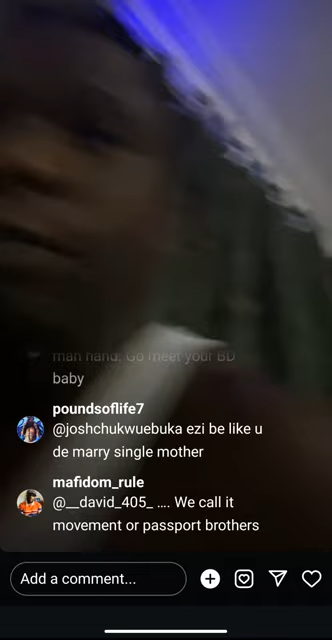 man hand! Go meet your BD
baby
poundsoflife7
@joshchukwuebuka ezi be like u
de marry single mother
mafidom_rule
@__david_405_ .... We call it
movement or passport brothers
Add a comment...